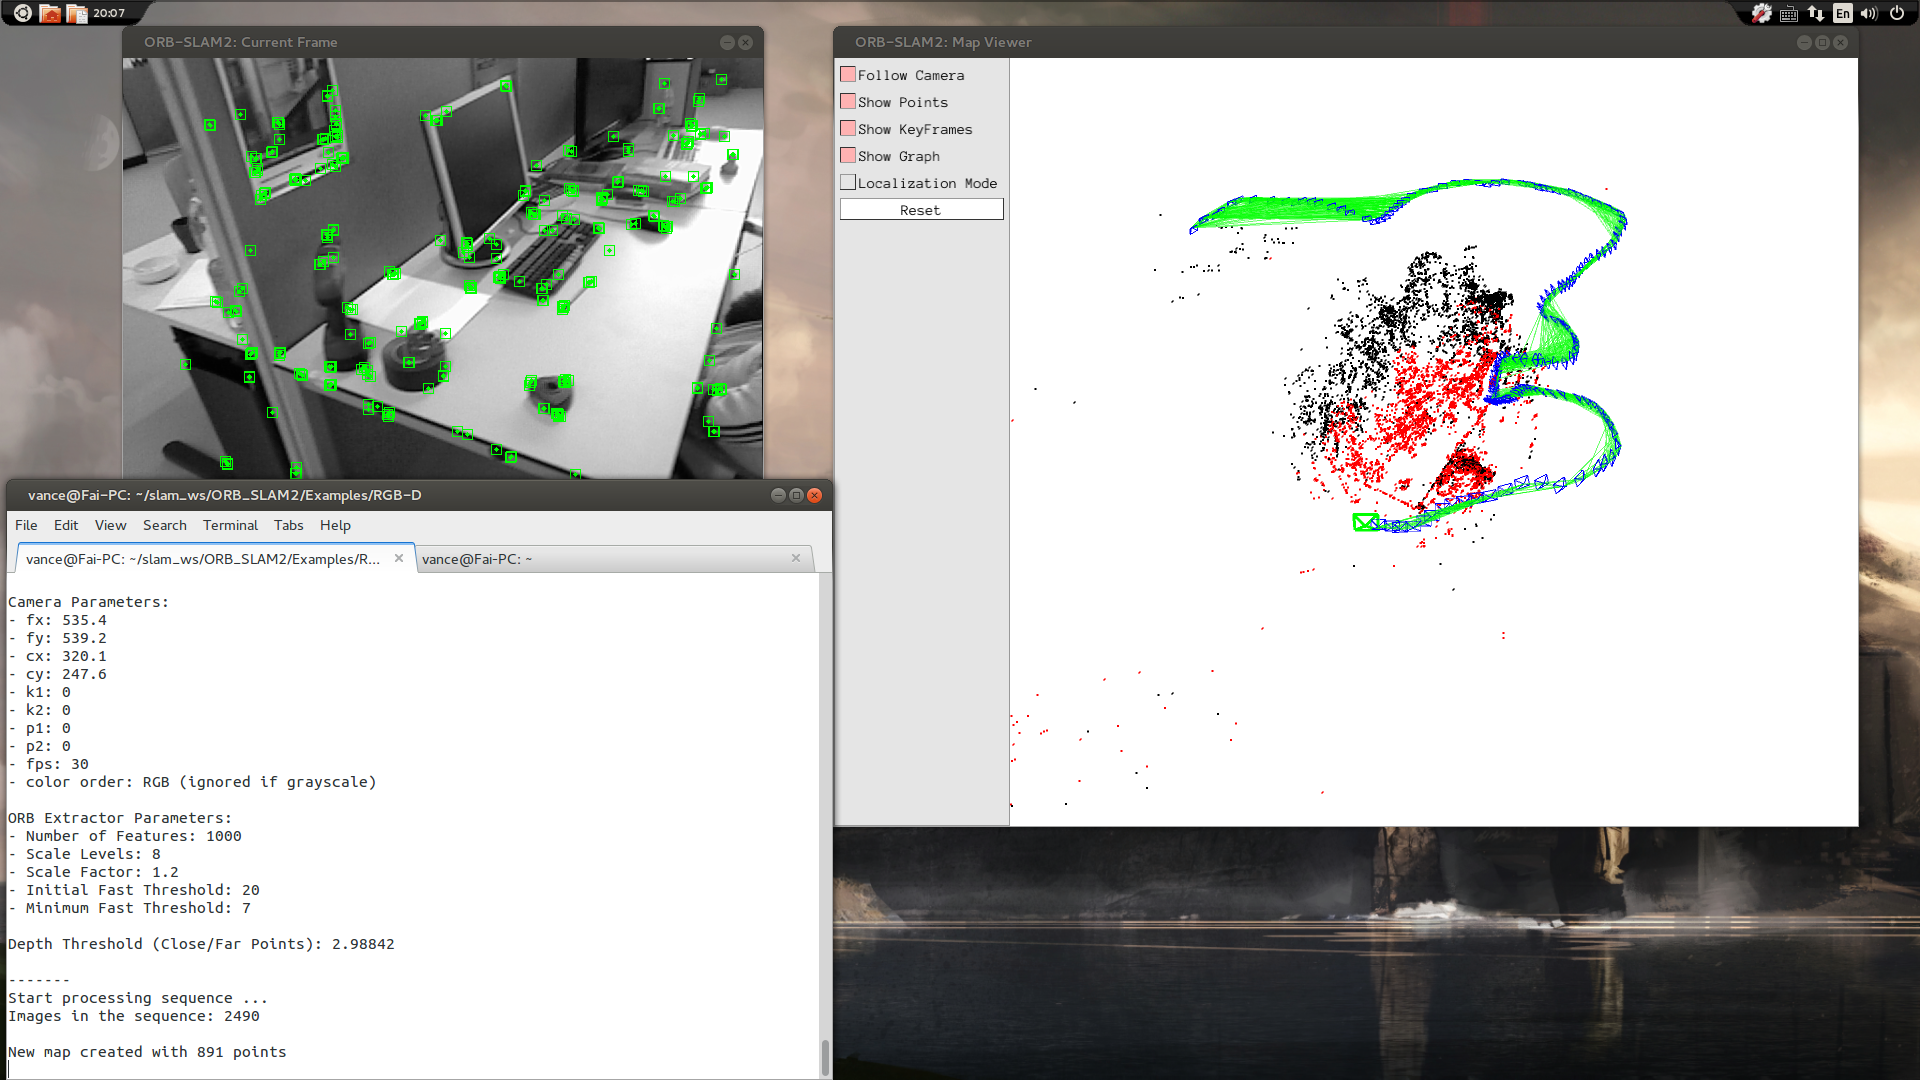 20:07
En
ORB-SLAM2: Current Frame
ORB-SLAM2: Map Viewer
Follow Camera
Show Points
Show KeyFrames
Show Graph
Localization Mode
Reset
vance@Fai-PC: ~/slam_ws/ORB_SLAM2/Examples/RGB-D
File Edit View Search Terminal Tabs Help
vance@Fai-PC: ~/slam_ws/ORB_SLAM2/Examples/R... vance@Fai-PC: ~
Camera Parameters:
- fx: 535.4
- fy: 539.2
- cx: 320.1
- cy: 247.6
- k1: 0
- k2: 0
- p1: 0
- p2: 0
- fps: 30
- color order: RGB (ignored if grayscale)
ORB Extractor Parameters:
- Number of Features: 1000
- Scale Levels: 8
- Scale Factor: 1.2
- Initial Fast Threshold: 20
- Minimum Fast Threshold: 7
Depth Threshold (Close/Far Points): 2.98842
-------
Start processing sequence ...
Images in the sequence: 2490
New map created with 891 points